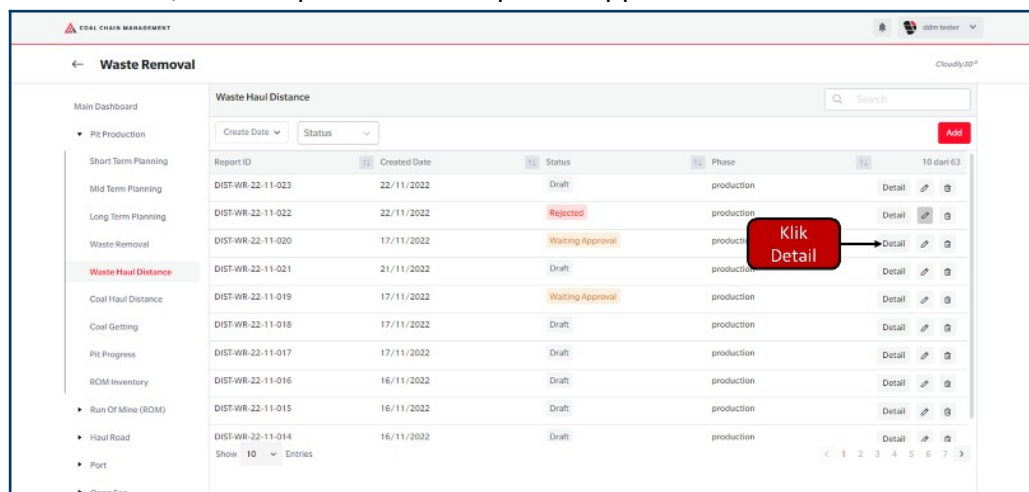 COAL CHAIN MANAGEMENT
ddm tester
Waste Removal
Cloudly30°
Main Dashboard
Pit Production
Short Term Planning
Mid Term Planning
Long Term Planning
Waste Removal
Waste Haul Distance
Coal Haul Distance
Coal Getting
Pit Progress
ROM Inventory
Run Of Mine (ROM)
Haul Road
Port
Waste Haul Distance
Search
Create Date Status
Add
Report ID Created Date Status Phase 10 dari 63
DIST-WR-22-11-023 22/11/2022 Draft production Detail
DIST-WR-22-11-022 22/11/2022 Rejected production Detail
DIST-WR-22-11-020 17/11/2022 Waiting Approval Detail
Klik
Detail
DIST-WR-22-11-021 21/11/2022 Draft production Detail
DIST-WR-22-11-019 17/11/2022 Waiting Approval production Detail
DIST-WR-22-11-018 17/11/2022 Draft production Detail
DIST-WR-22-11-017 17/11/2022 Draft production Detail
DIST-WR-22-11-016 16/11/2022 Draft production Detail
DIST-WR-22-11-015 16/11/2022 Draft production Detail
DIST-WR-22-11-014 16/11/2022 Draft production Detail
Show 10 Entries
1 2 3 4 5 6 7